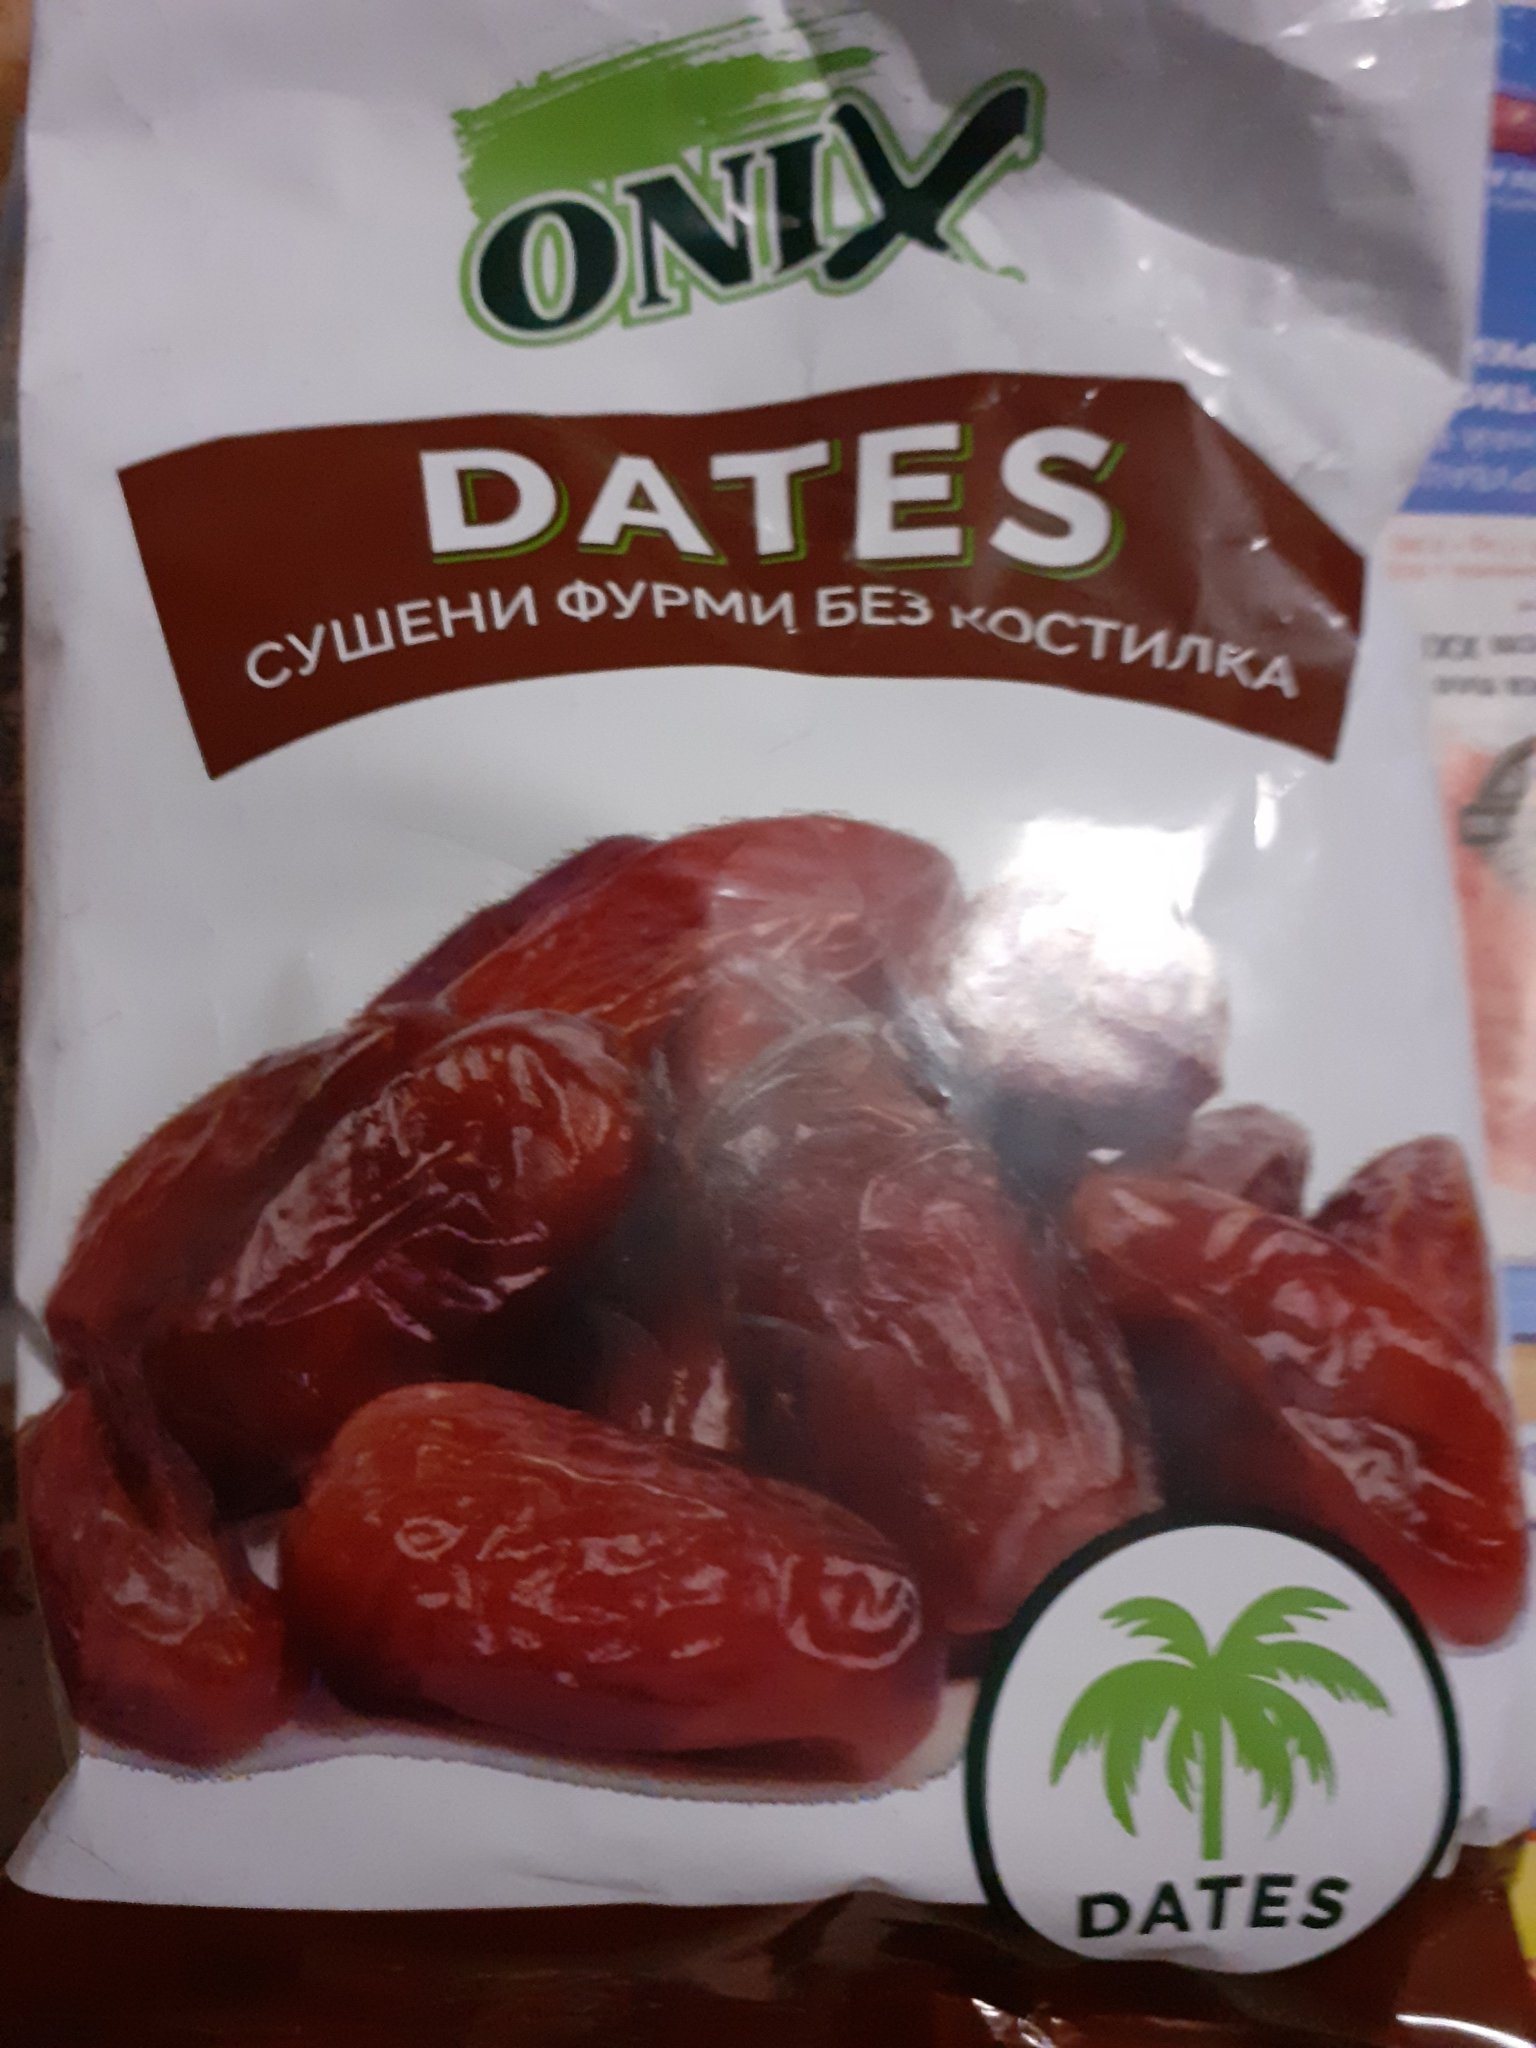 ONIX
DATES
СУШЕНИ ФУРМИ БЕЗ КОСТИЛКА
DATES